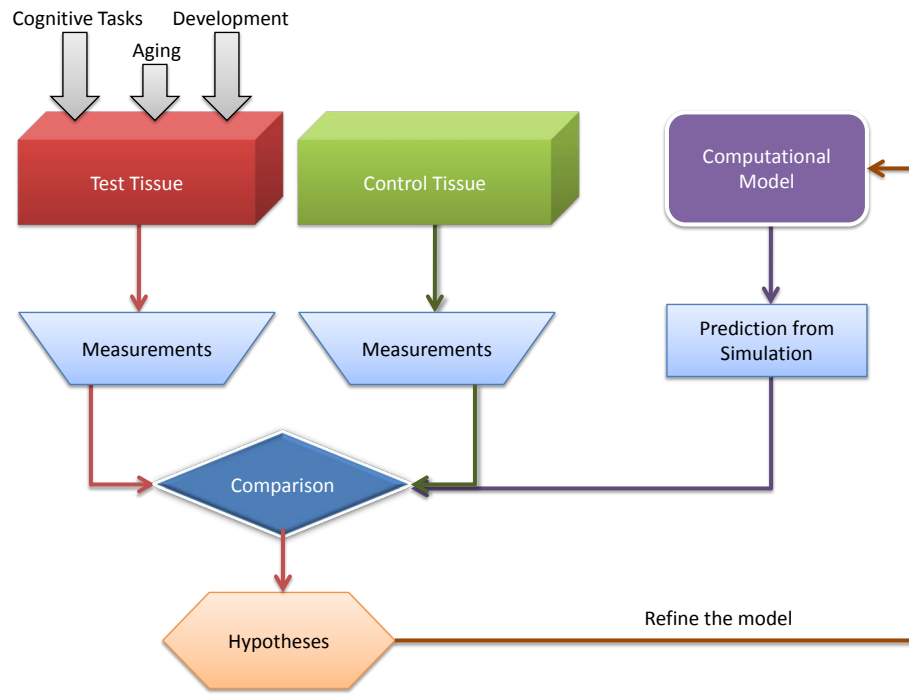 Cognitive Tasks
Development
Aging
Test Tissue
Control Tissue
Computational
Model
Measurements
Measurements
Prediction from
Simulation
Comparison
Refine the model
Hypotheses